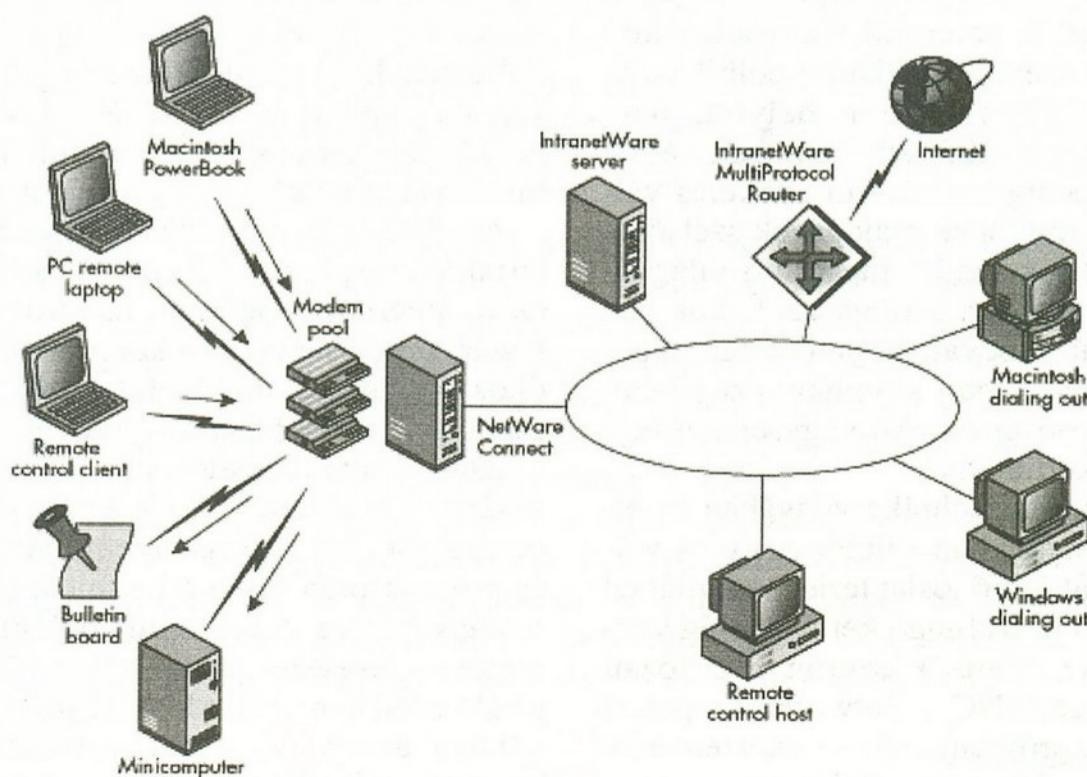 Macintosh
PowerBook
PC remote
laptop
Modem
pool
Remote
control client
Bulletin
board
Minicomputer
NetWare
Connect
IntranetWare
server
IntranetWare
MultiProtocol
Router
Internet
Macintosh
dialing out
Windows
dialing out
Remote
control host